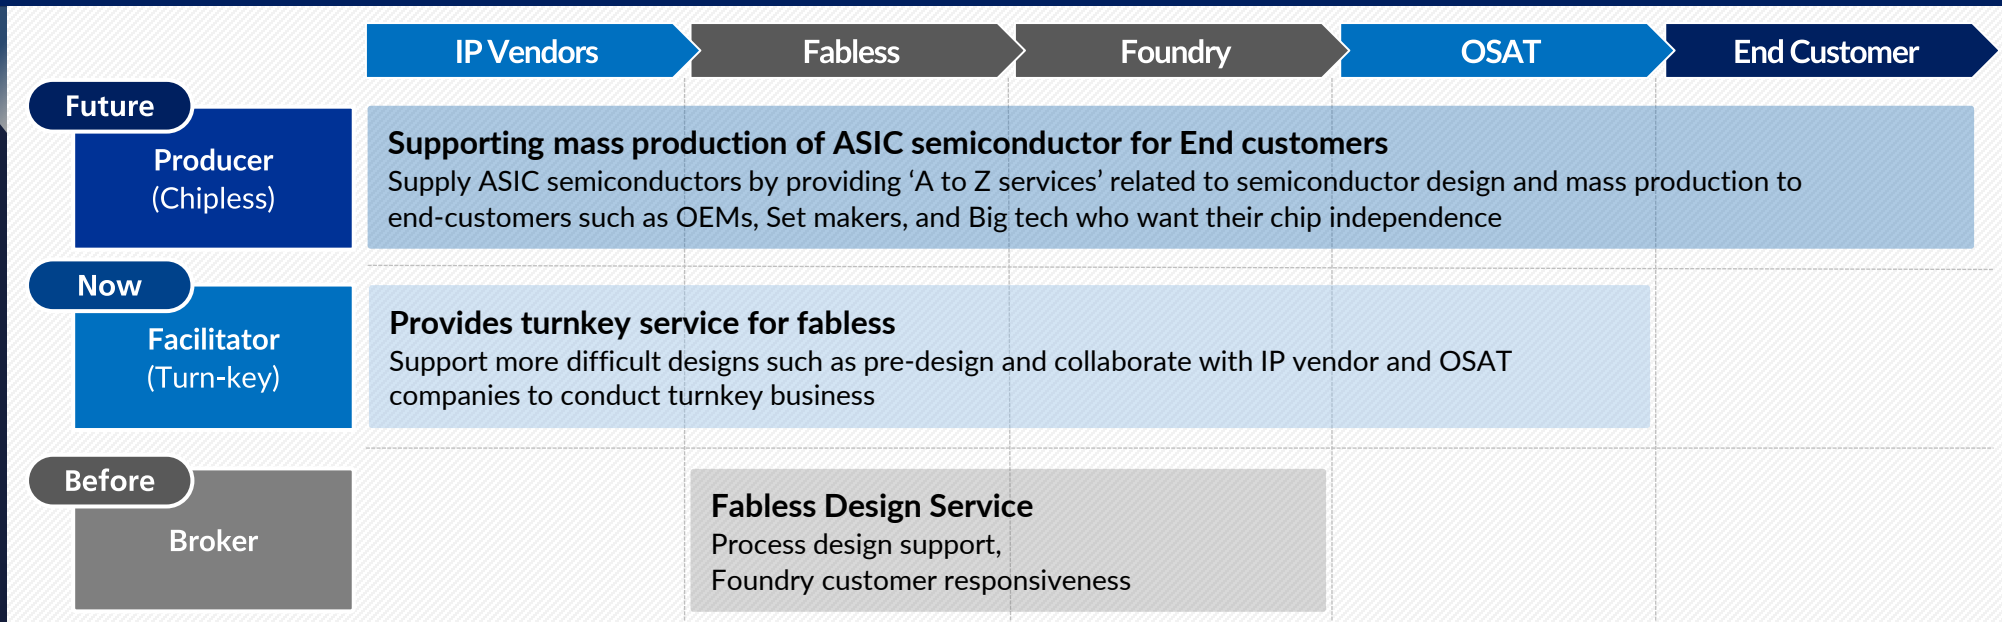 IP Vendors
Fabless
Foundry
OSAT
End Customer
Future
Producer
(Chipless)
Supporting mass production of ASIC semiconductor for End customers
Supply ASIC semiconductors by providing ‘A to Z services’ related to semiconductor design and mass production to
end-customers such as OEMs, Set makers, and Big tech who want their chip independence
Now
Facilitator
(Turn-key)
Provides turnkey service for fabless
Support more difficult designs such as pre-design and collaborate with IP vendor and OSAT
companies to conduct turnkey business
Before
Broker
Fabless Design Service
Process design support,
Foundry customer responsiveness